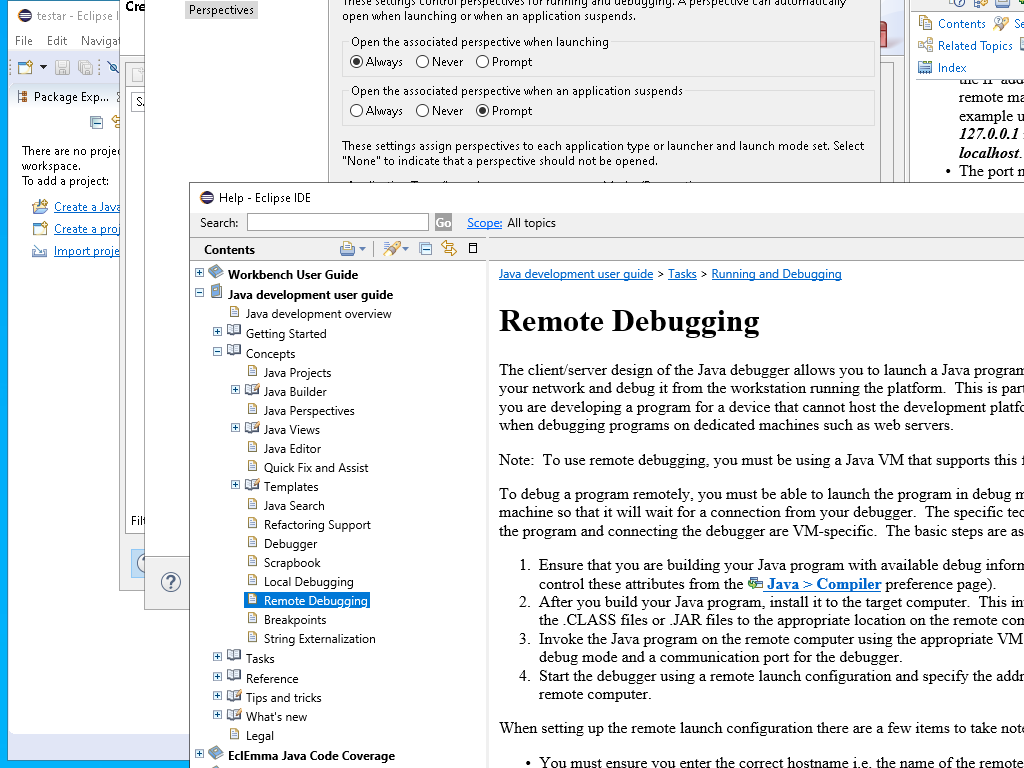 testar - Eclipse I
File Edit Navigat
Package Exp...
There are no proje
workspace.
To add a project:
Create a Java
Create a proj
Import proje
Cre
Filt
Perspectives
These settings control perspectives for running and debugging. A perspective can automatically
open when launching or when an application suspends.
Open the associated perspective when launching
Always Never Prompt
Open the associated perspective when an application suspends
Always Never Prompt
These settings assign perspectives to each application type or launcher and launch mode set. Select
"None" to indicate that a perspective should not be opened.
Contents Se
Related Topics
Index
the IP addr
remote ma
example u
127.0.0.1
localhost.
• The port n
Help - Eclipse IDE
Search: Go Scope: All topics
Contents
Workbench User Guide
Java development user guide
Java development overview
Getting Started
Concepts
Java Projects
Java Builder
Java Perspectives
Java Views
Java Editor
Quick Fix and Assist
Templates
Java Search
Refactoring Support
Debugger
Scrapbook
Local Debugging
Remote Debugging
Breakpoints
String Externalization
Tasks
Reference
Tips and tricks
What's new
Legal
EclEmma Java Code Coverage
Java development user guide > Tasks > Running and Debugging
Remote Debugging
The client/server design of the Java debugger allows you to launch a Java program
your network and debug it from the workstation running the platform. This is part
you are developing a program for a device that cannot host the development platfo
when debugging programs on dedicated machines such as web servers.
Note: To use remote debugging, you must be using a Java VM that supports this f
To debug a program remotely, you must be able to launch the program in debug m
machine so that it will wait for a connection from your debugger. The specific tec
the program and connecting the debugger are VM-specific. The basic steps are as
1. Ensure that you are building your Java program with available debug inform
control these attributes from the Java > Compiler preference page).
2. After you build your Java program, install it to the target computer. This inv
the .CLASS files or .JAR files to the appropriate location on the remote com
3. Invoke the Java program on the remote computer using the appropriate VM
debug mode and a communication port for the debugger.
4. Start the debugger using a remote launch configuration and specify the addr
remote computer.
When setting up the remote launch configuration there are a few items to take note
• You must ensure you enter the correct hostname i.e. the name of the remote